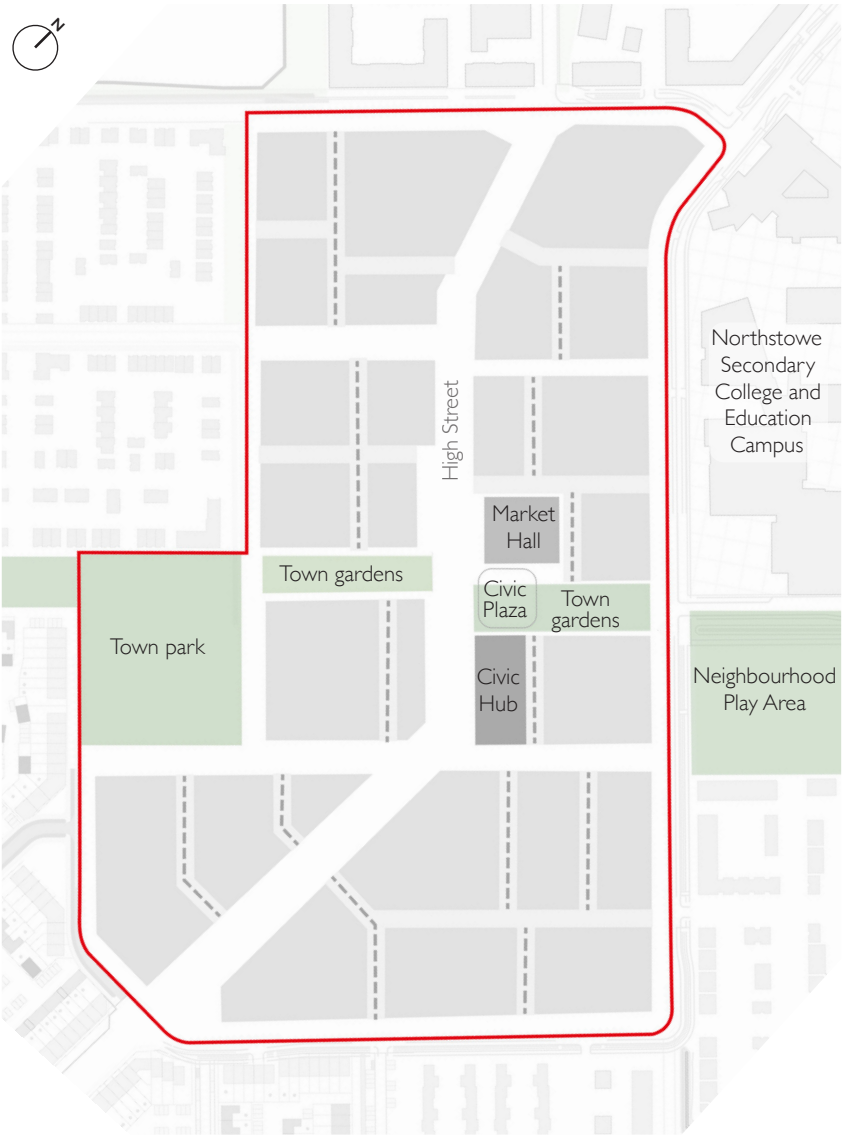 N
Northstowe
Secondary
College and
Education
Campus
High Street
Market
Hall
Town gardens
Civic
Plaza
Town
gardens
Town park
Civic
Hub
Neighbourhood
Play Area